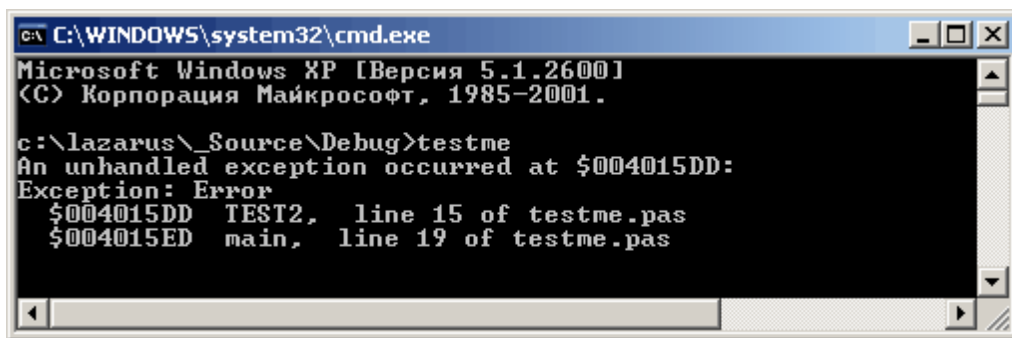 C:\WINDOWS\system32\cmd.exe
Microsoft Windows XP [Версия 5.1.2600]
(C) Корпорация Майкрософт, 1985-2001.
c:\lazarus\_Source\Debug>testme
An unhandled exception occurred at $004015DD:
Exception: Error
$004015DD TEST2, line 15 of testme.pas
$004015ED main, line 19 of testme.pas